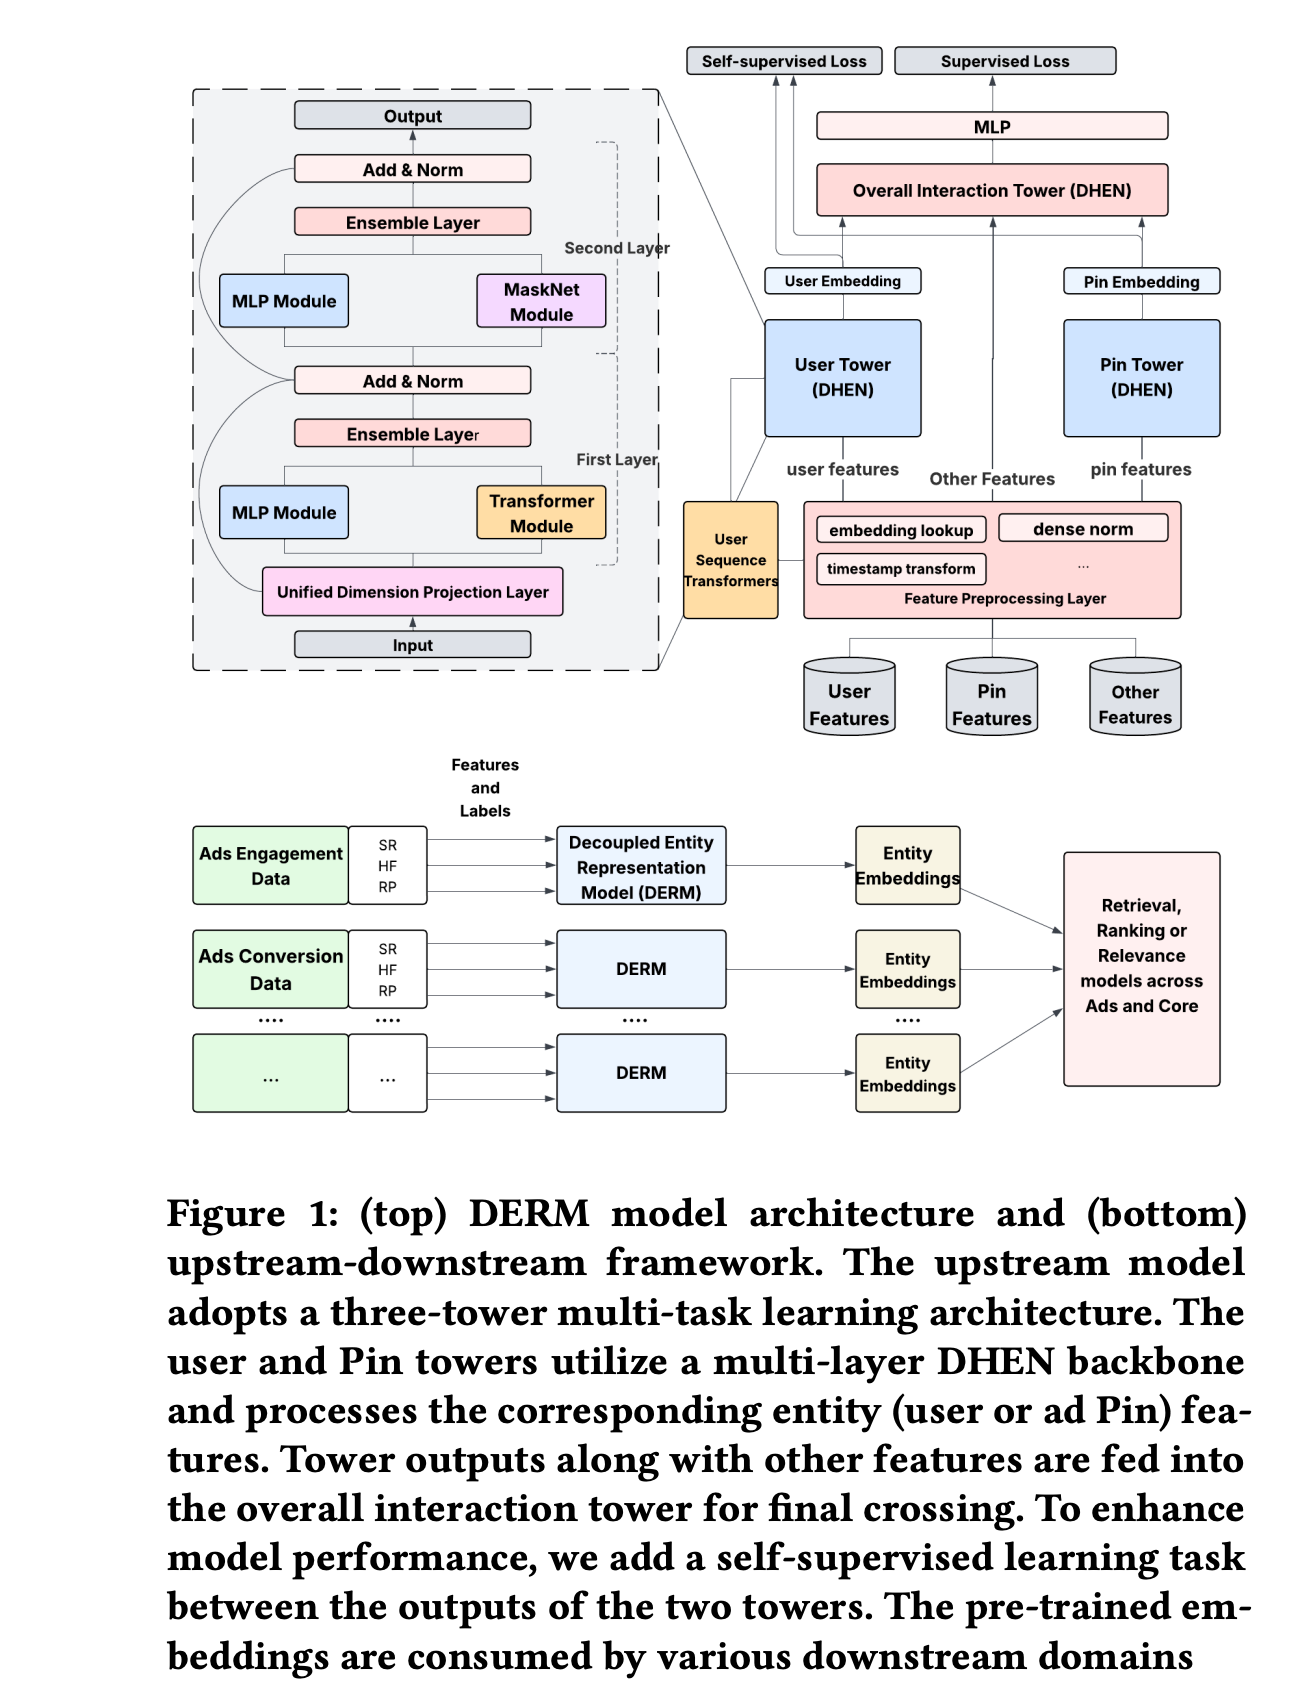 Self-supervised Loss
Supervised Loss
Output
MLP
Add & Norm
Overall Interaction Tower (DHEN)
Ensemble Layer
Second Layer
MLP Module
MaskNet
Module
User Embedding
Pin Embedding
User Tower
(DHEN)
Pin Tower
(DHEN)
Add & Norm
Ensemble Layer
First Layer
user features
Other Features
pin features
MLP Module
Transformer
Module
User
Sequence
Transformers
embedding lookup
dense norm
timestamp transform
...
Feature Preprocessing Layer
Unified Dimension Projection Layer
Input
User
Features
Pin
Features
Other
Features
Features
and
Labels
Ads Engagement
Data
SR
HF
RP
Decoupled Entity
Representation
Model (DERM)
Entity
Embeddings
Retrieval,
Ranking or
Relevance
models across
Ads and Core
Ads Conversion
Data
SR
HF
RP
DERM
Entity
Embeddings
....
....
....
....
...
...
DERM
Entity
Embeddings
Figure 1: (top) DERM model architecture and (bottom)
upstream-downstream framework. The upstream model
adopts a three-tower multi-task learning architecture. The
user and Pin towers utilize a multi-layer DHEN backbone
and processes the corresponding entity (user or ad Pin) fea-
tures. Tower outputs along with other features are fed into
the overall interaction tower for final crossing. To enhance
model performance, we add a self-supervised learning task
between the outputs of the two towers. The pre-trained em-
beddings are consumed by various downstream domains